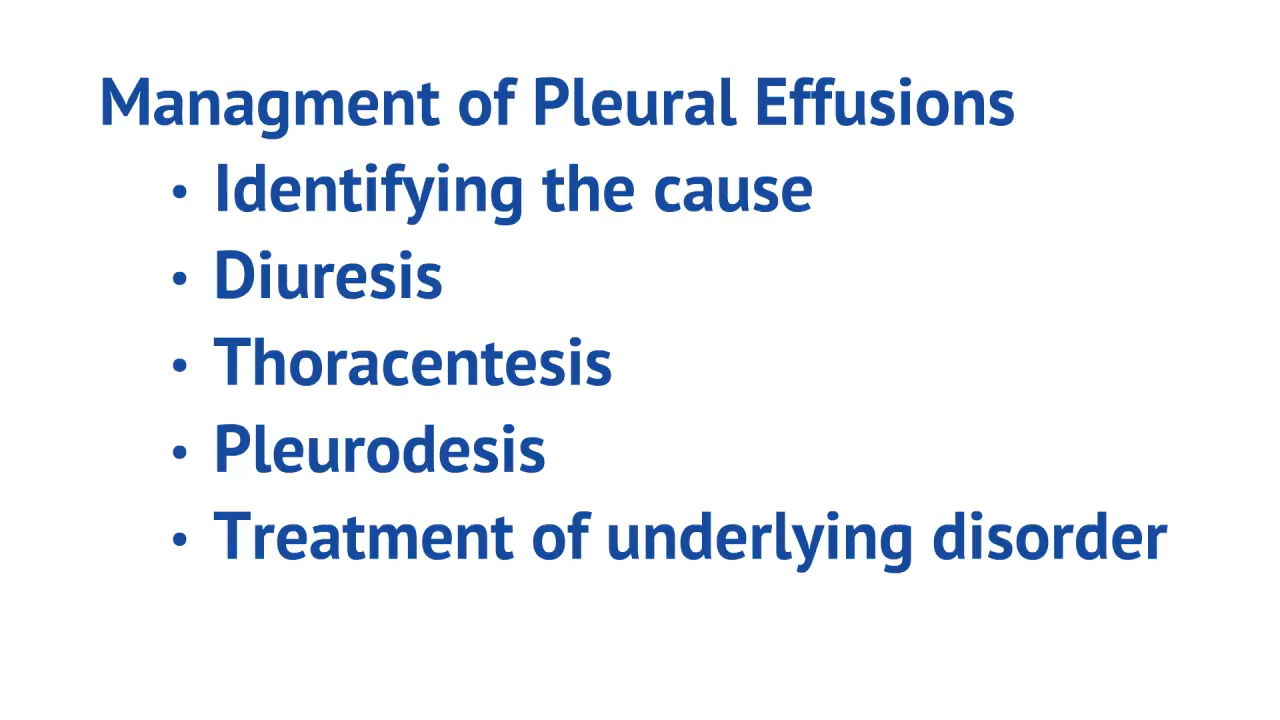 Managment of Pleural Effusions
• Identifying the cause
• Diuresis
• Thoracentesis
• Pleurodesis
• Treatment of underlying disorder